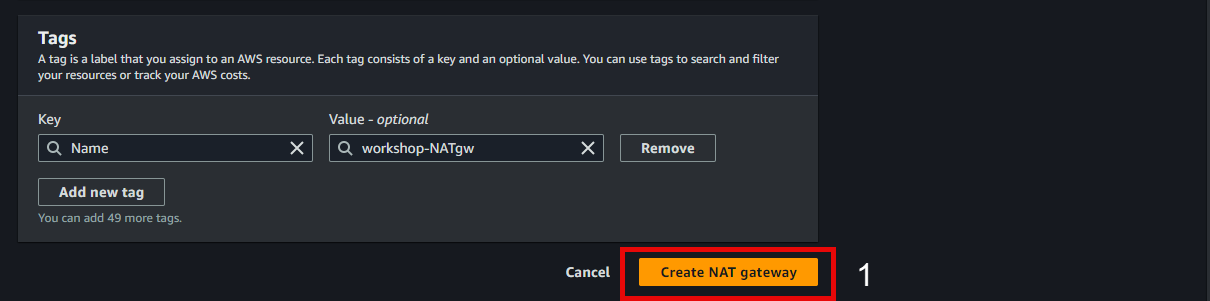 Tags
A tag is a label that you assign to an AWS resource. Each tag consists of a key and an optional value. You can use tags to search and filter
your resources or track your AWS costs.
Key
Value - optional
Name
workshop-NATgw
Remove
Add new tag
You can add 49 more tags.
Cancel
Create NAT gateway
1